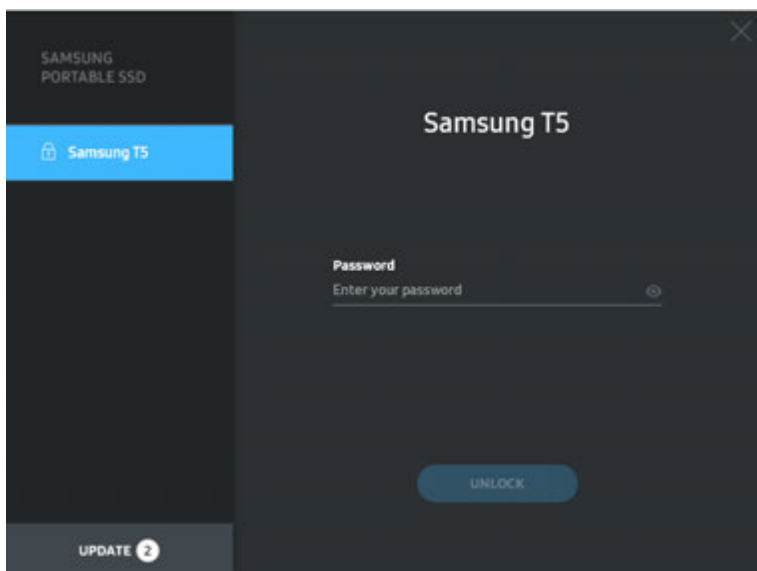 SAMSUNG
PORTABLE SSD
Samsung T5
Samsung T5
Password
Enter your password
UNLOCK
UPDATE 2